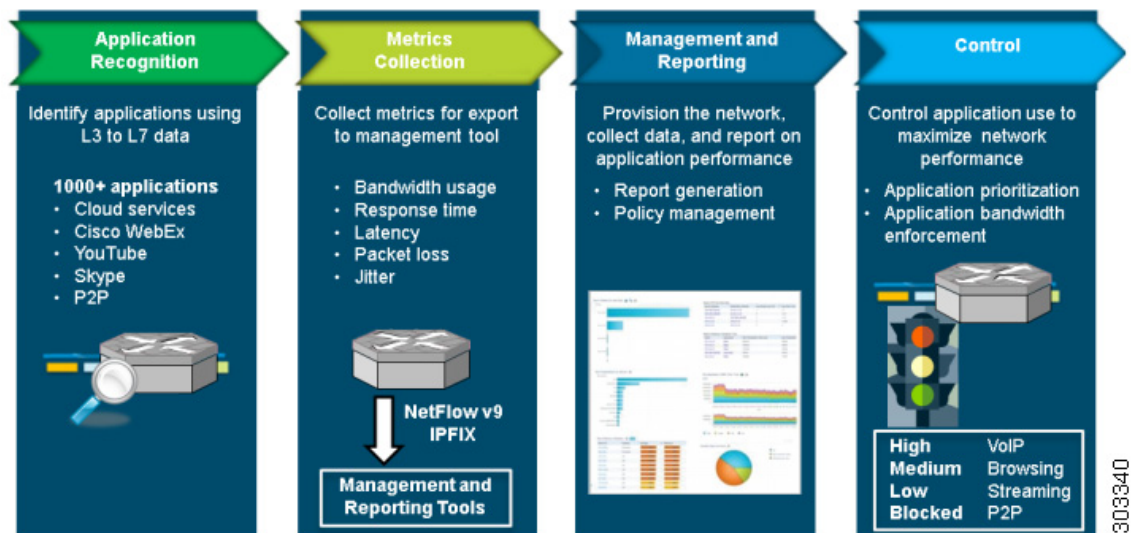 Application
Recognition
Identify applications using
L3 to L7 data
1000+ applications
• Cloud services
• Cisco WebEx
• YouTube
• Skype
• P2P
Metrics
Collection
Collect metrics for export
to management tool
• Bandwidth usage
• Response time
• Latency
• Packet loss
• Jitter
NetFlow v9
IPFIX
Management and
Reporting Tools
Management and
Reporting
Provision the network,
collect data, and report on
application performance
• Report generation
• Policy management
Control
Control application use to
maximize network
performance
• Application prioritization
• Application bandwidth
enforcement
High VoIP
Medium Browsing
Low Streaming
Blocked P2P
303340